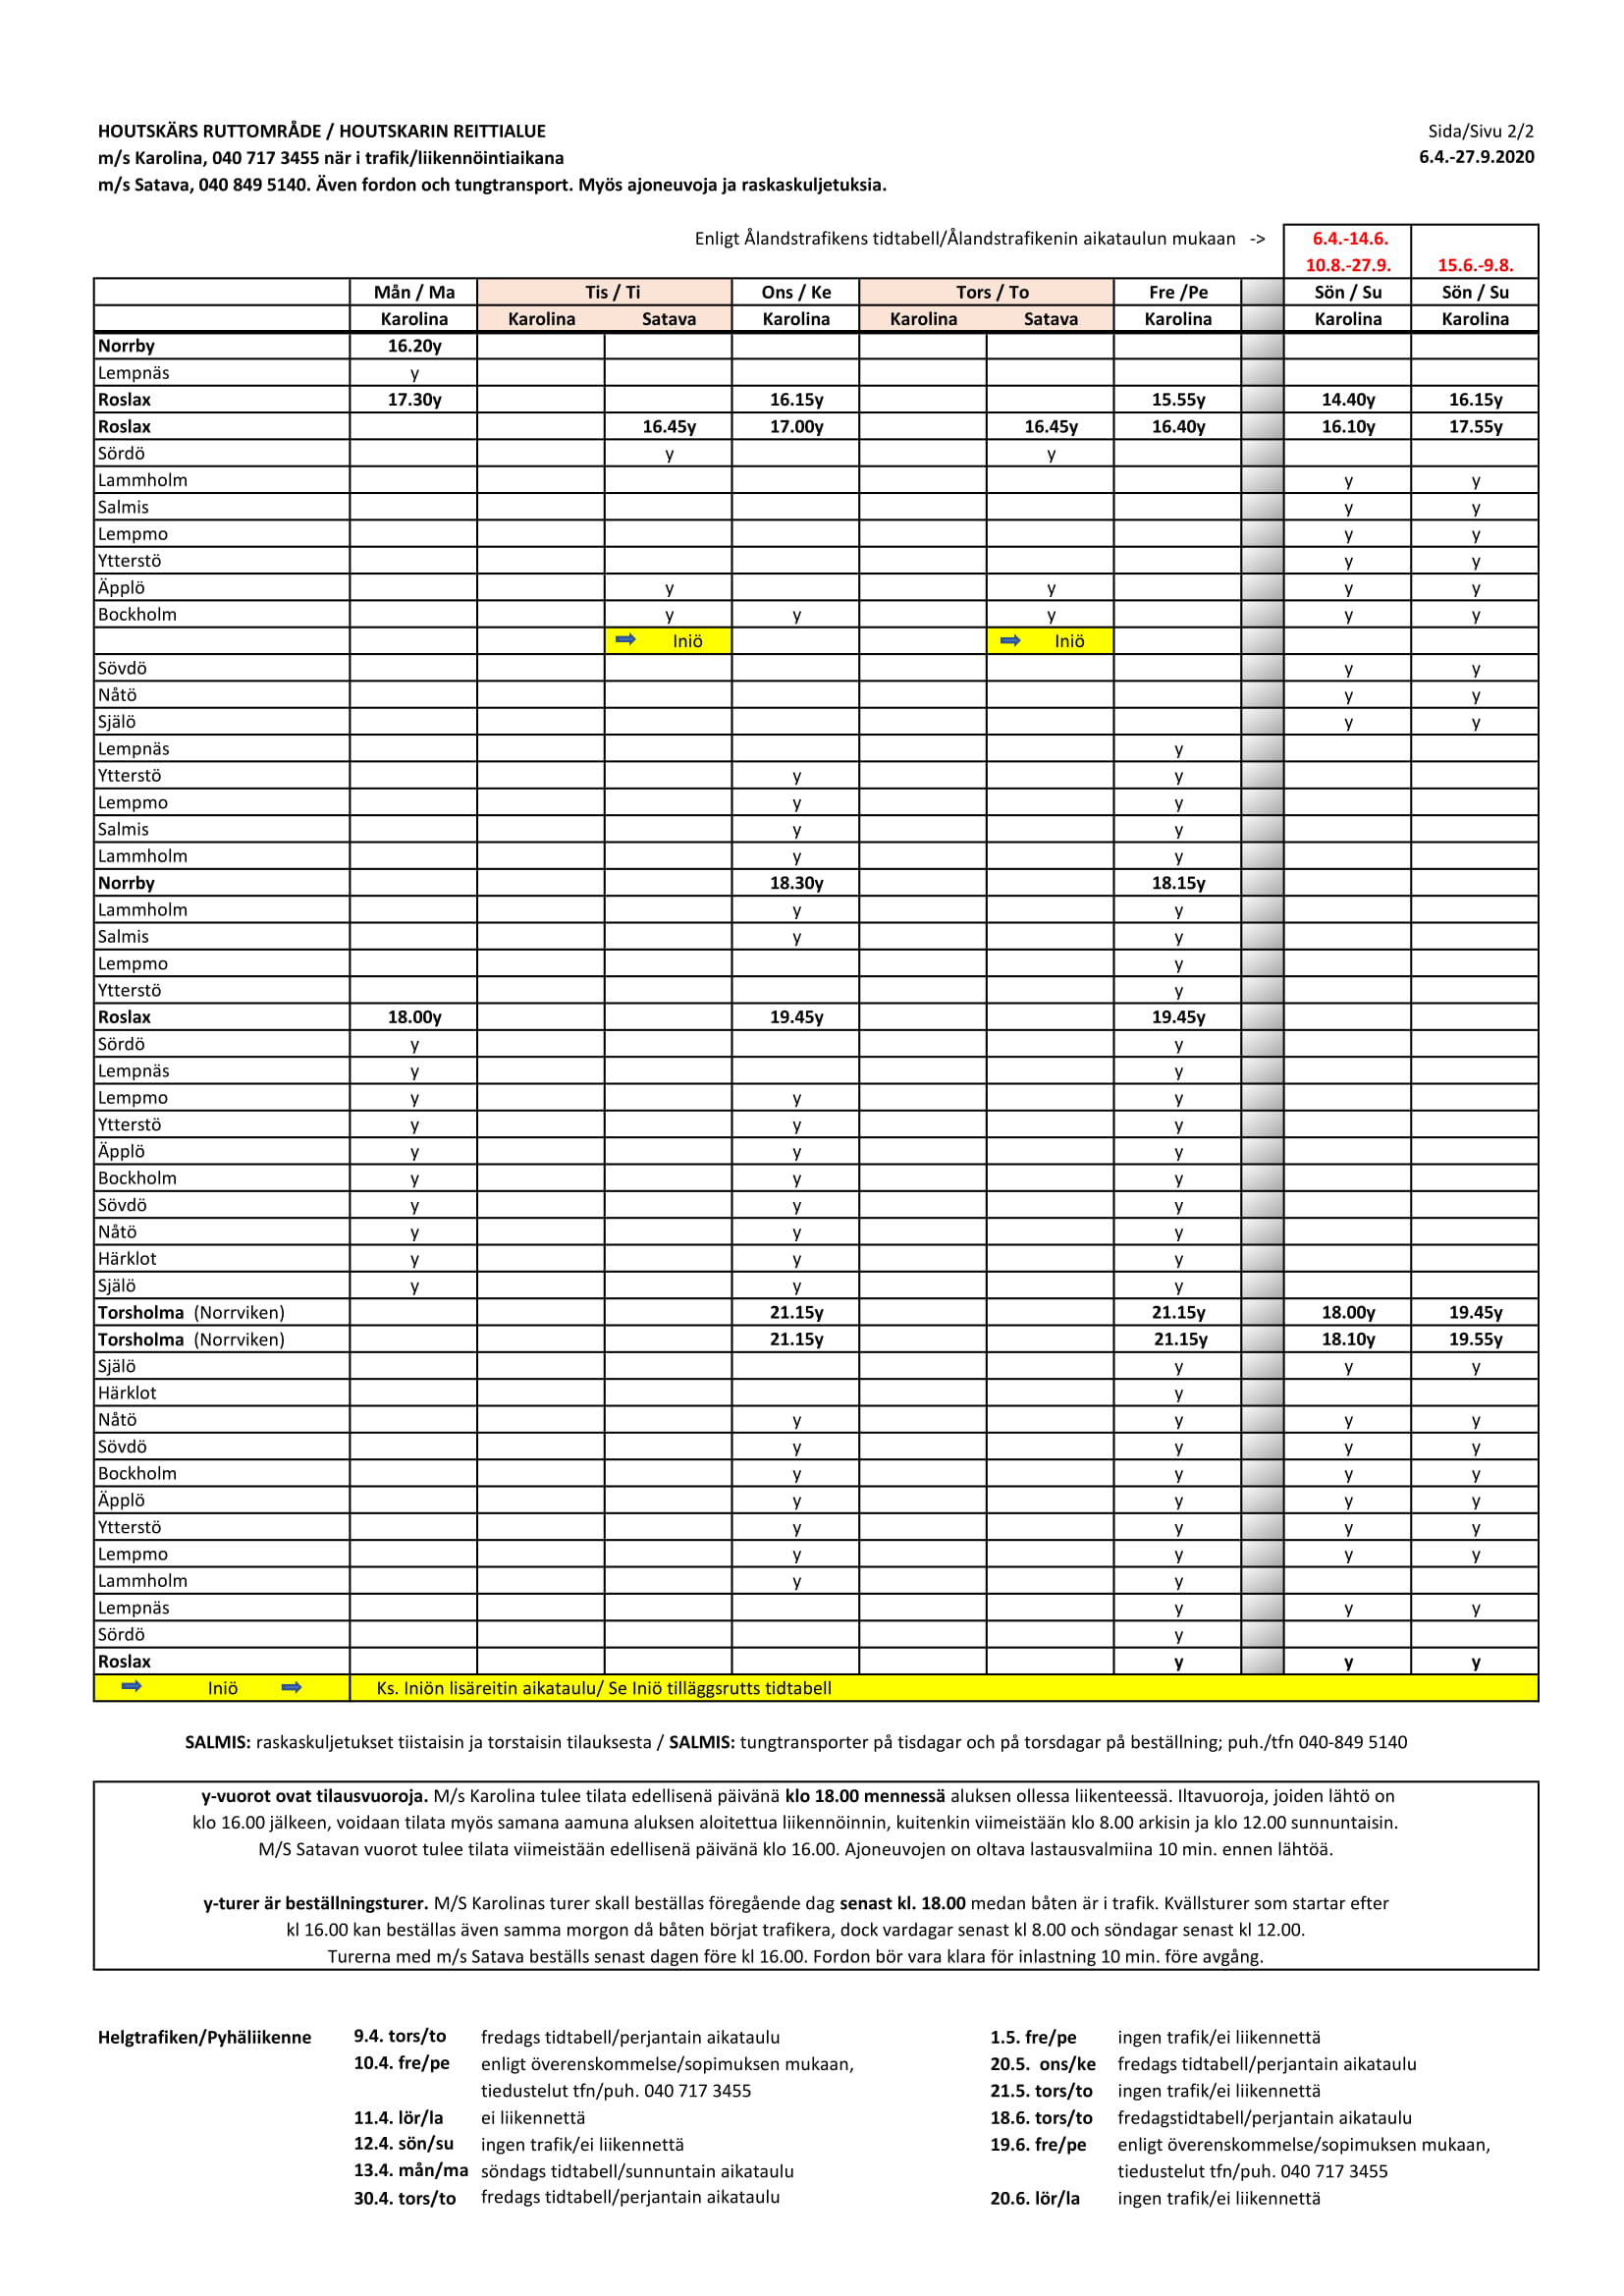 HOUTSKÄRS RUTTOMRÅDE / HOUTSKARIN REITTIALUE Sida/Sivu 2/2
m/s Karolina, 040 717 3455 när i trafik/liikennöintiaikana 6.4.-27.9.2020
m/s Satava, 040 849 5140. Även fordon och tungtransport. Myös ajoneuvoja ja raskaskuljetuksia.
Enligt Ålandstrafikens tidtabell/Ålandstrafikenin aikataulun mukaan -> 6.4.-14.6.
10.8.-27.9. 15.6.-9.8.
Mån / Ma Tis / Ti Ons / Ke Tors / To Fre /Pe Sön / Su Sön / Su
Karolina Karolina Satava Karolina Karolina Satava Karolina Karolina Karolina
Norrby 16.20y
Lempnäs y
Roslax 17.30y 16.15y 15.55y 14.40y 16.15y
Roslax 16.45y 17.00y 16.45y 16.40y 16.10y 17.55y
Sördö y y
Lammholm y y
Salmis y y
Lempmo y y
Ytterstö y y
Äpplö y y y y
Bockholm y y y y y
Iniö Iniö
Sövdö y y
Nåtö y y
Själö y y
Lempnäs y
Ytterstö y y
Lempmo y y
Salmis y y
Lammholm y y
Norrby 18.30y 18.15y
Lammholm y y
Salmis y y
Lempmo y
Ytterstö y
Roslax 18.00y 19.45y 19.45y
Sördö y y
Lempnäs y y
Lempmo y y y
Ytterstö y y y
Äpplö y y y
Bockholm y y y
Sövdö y y y
Nåtö y y y
Härklot y y y
Själö y y y
Torsholma (Norrviken) 21.15y 21.15y 18.00y 19.45y
Torsholma (Norrviken) 21.15y 21.15y 18.10y 19.55y
Själö y y y
Härklot y
Nåtö y y y y
Sövdö y y y y
Bockholm y y y y
Äpplö y y y y
Ytterstö y y y y
Lempmo y y y y
Lammholm y y
Lempnäs y y y
Sördö y
Roslax y y y
Iniö Ks. Iniön lisäreitin aikataulu/ Se Iniö tilläggsrutts tidtabell
SALMIS: raskaskuljetukset tiistaisin ja torstaisin tilauksesta / SALMIS: tungtransporter på tisdagar och på torsdagar på beställning; puh./tfn 040-849 5140
y-vuorot ovat tilausvuoroja. M/s Karolina tulee tilata edellisenä päivänä klo 18.00 mennessä aluksen ollessa liikenteessä. Iltavuoroja, joiden lähtö on
klo 16.00 jälkeen, voidaan tilata myös samana aamuna aluksen aloitettua liikennöinnin, kuitenkin viimeistään klo 8.00 arkisin ja klo 12.00 sunnuntaisin.
M/S Satavan vuorot tulee tilata viimeistään edellisenä päivänä klo 16.00. Ajoneuvojen on oltava lastausvalmiina 10 min. ennen lähtöä.
y-turer är beställningsturer. M/S Karolinas turer skall beställas föregående dag senast kl. 18.00 medan båten är i trafik. Kvällsturer som startar efter
kl 16.00 kan beställas även samma morgon då båten börjat trafikera, dock vardagar senast kl 8.00 och söndagar senast kl 12.00.
Turerna med m/s Satava beställs senast dagen före kl 16.00. Fordon bör vara klara för inlastning 10 min. före avgång.
Helgtrafiken/Pyhäliikenne 9.4. tors/to fredags tidtabell/perjantain aikataulu 1.5. fre/pe ingen trafik/ei liikennettä
10.4. fre/pe enligt överenskommelse/sopimuksen mukaan, 20.5. ons/ke fredags tidtabell/perjantain aikataulu
tiedustelut tfn/puh. 040 717 3455 21.5. tors/to ingen trafik/ei liikennettä
11.4. lör/la ei liikennettä 18.6. tors/to fredagstidtabell/perjantain aikataulu
12.4. sön/su ingen trafik/ei liikennettä 19.6. fre/pe enligt överenskommelse/sopimuksen mukaan,
13.4. mån/ma söndags tidtabell/sunnuntain aikataulu tiedustelut tfn/puh. 040 717 3455
30.4. tors/to fredags tidtabell/perjantain aikataulu 20.6. lör/la ingen trafik/ei liikennettä